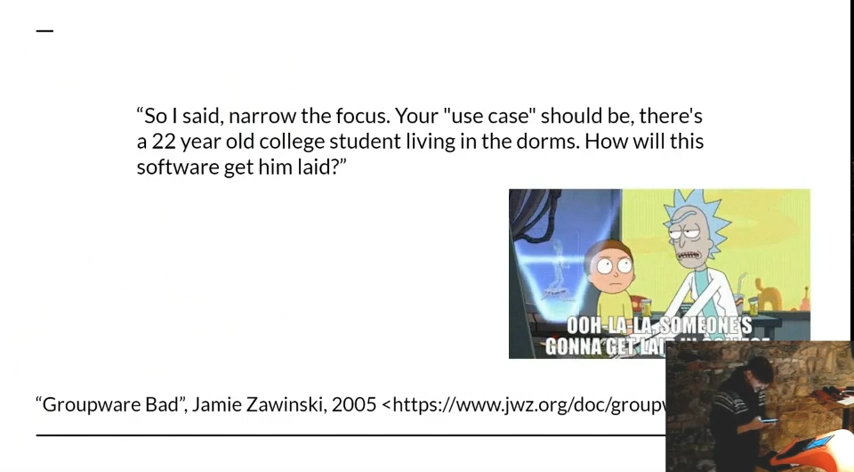 “So I said, narrow the focus. Your "use case" should be, there's
a 22 year old college student living in the dorms. How will this
software get him laid?”
OOH-LA-LA, SOMEONE'S
GONNA GET
“Groupware Bad”, Jamie Zawinski, 2005 <https://www.jwz.org/doc/group